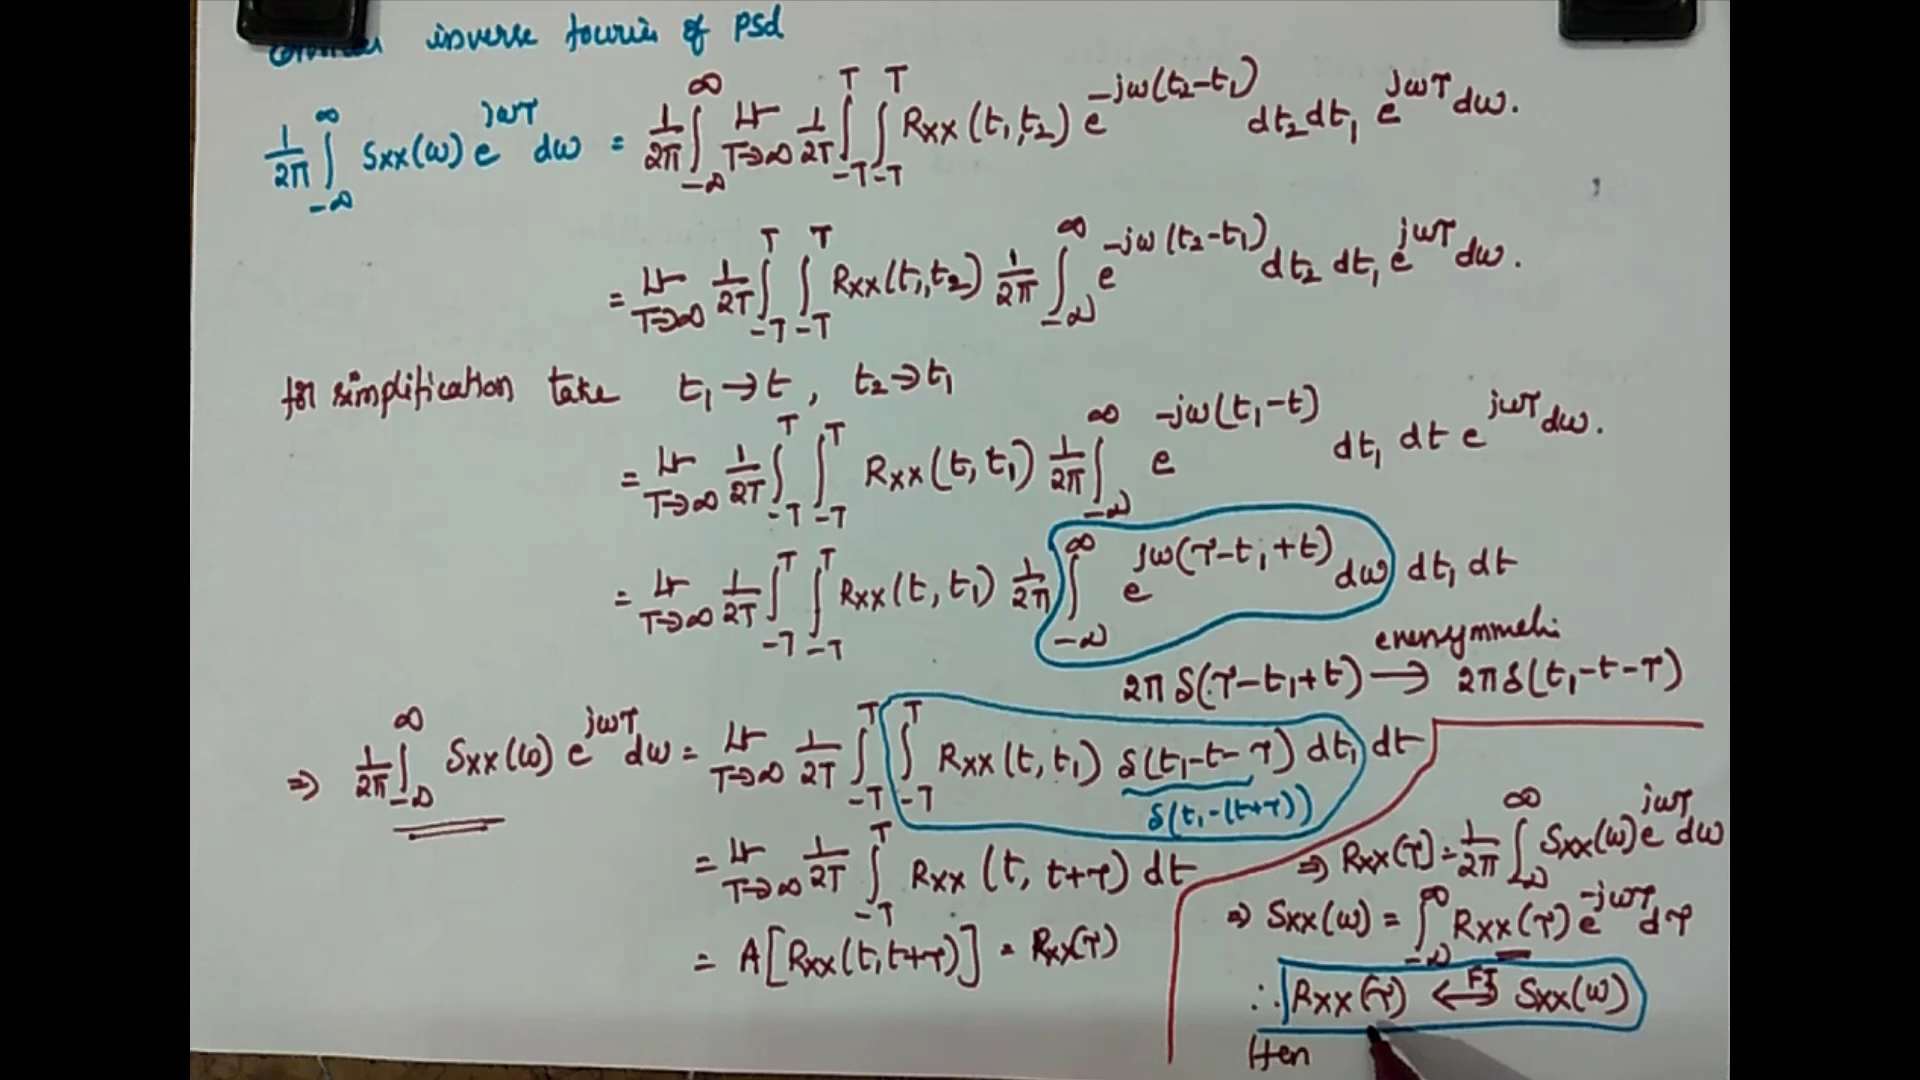 inverse fourier of psd
1/2π ∫_{-∞}^{∞} Sxx(ω) e^{jωτ} dω = 1/2π ∫_{-∞}^{∞} Lt_{T→∞} 1/2T ∫_{-T}^{T} ∫_{-T}^{T} Rxx(t₁,t₂) e^{-jω(t₂-t₁)} dt₂ dt₁ e^{jωτ} dω.
= Lt_{T→∞} 1/2T ∫_{-T}^{T} ∫_{-T}^{T} Rxx(t₁,t₂) 1/2π ∫_{-∞}^{∞} e^{-jω(t₂-t₁)} dt₂ dt₁ e^{jωτ} dω.
for simplification take t₁→t, t₂→t₁
= Lt_{T→∞} 1/2T ∫_{-T}^{T} ∫_{-T}^{T} Rxx(t,t₁) 1/2π ∫_{-∞}^{∞} e^{-jω(t₁-t)} dt₁ dt e^{jωτ} dω.
= Lt_{T→∞} 1/2T ∫_{-T}^{T} ∫_{-T}^{T} Rxx(t,t₁) 1/2π ∫_{-∞}^{∞} e^{jω(τ-t₁+t)} dω dt₁ dt
2π δ(τ-t₁+t) → 2π δ(t₁-t-τ)
⇒ 1/2π ∫_{-∞}^{∞} Sxx(ω) e^{jωτ} dω = Lt_{T→∞} 1/2T ∫_{-T}^{T} ∫_{-T}^{T} Rxx(t,t₁) δ(t₁-t-τ) dt₁ dt
δ(t₁-(t+τ))
= Lt_{T→∞} 1/2T ∫_{-T}^{T} Rxx(t, t+τ) dt
= A[Rxx(t,t+τ)] = Rxx(τ)
⇒ Rxx(τ) = 1/2π ∫_{-∞}^{∞} Sxx(ω) e^{jωτ} dω
⇒ Sxx(ω) = ∫_{-∞}^{∞} Rxx(τ) e^{-jωτ} dτ
∴ Rxx(τ) ⟷^{FT} Sxx(ω)
Hen